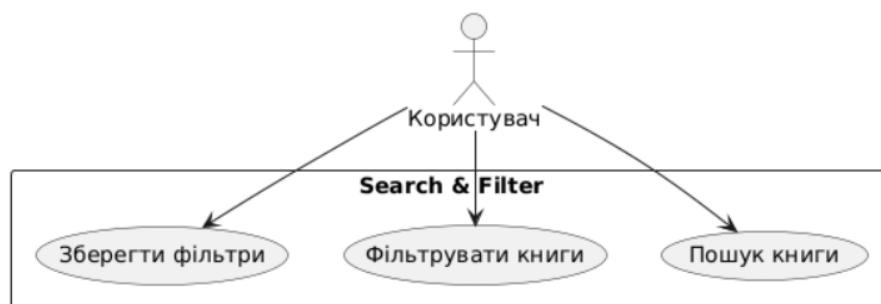 Користувач
Search & Filter
Зберегти фільтри
Фільтрувати книги
Пошук книги